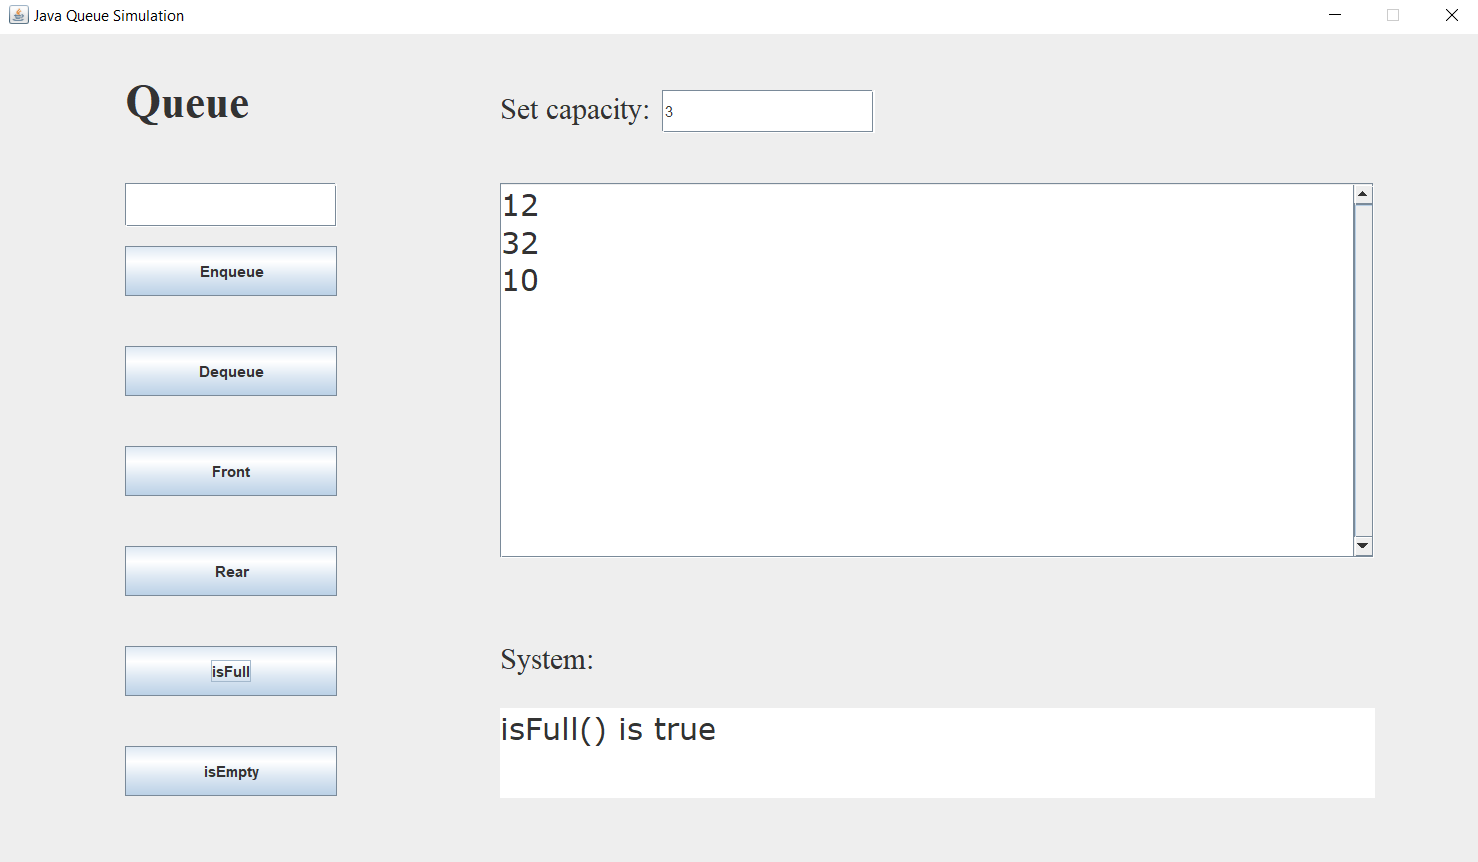 Java Queue Simulation
Queue
Set capacity: 3
Enqueue
Dequeue
Front
Rear
isFull
isEmpty
12
32
10
System:
isFull() is true